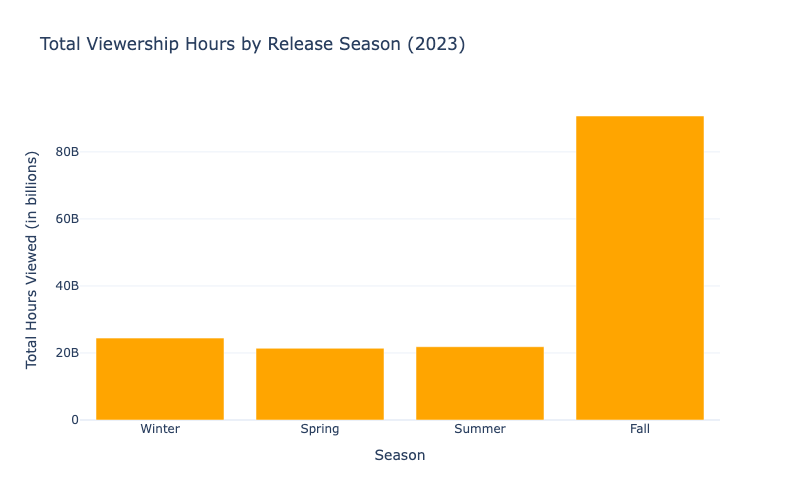 Total Viewership Hours by Release Season (2023)
Total Hours Viewed (in billions)
80B
60B
40B
20B
0
Winter Spring Summer Fall
Season